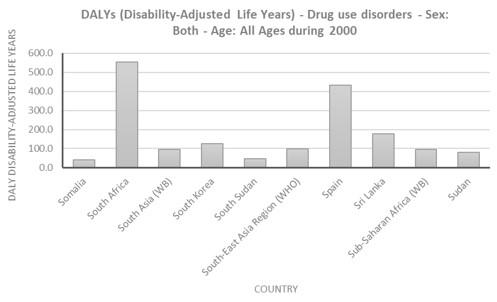 DALYs (Disability-Adjusted Life Years) - Drug use disorders - Sex:
Both - Age: All Ages during 2000
DALY DISABILITY-ADJUSTED LIFE YEARS
600.0
500.0
400.0
300.0
200.0
100.0
0.0
Somalia
South Africa
South Asia (WB)
South Korea
South Sudan
South-East Asia Region (WHO)
Spain
Sri Lanka
Sub-Saharan Africa (WB)
Sudan
COUNTRY